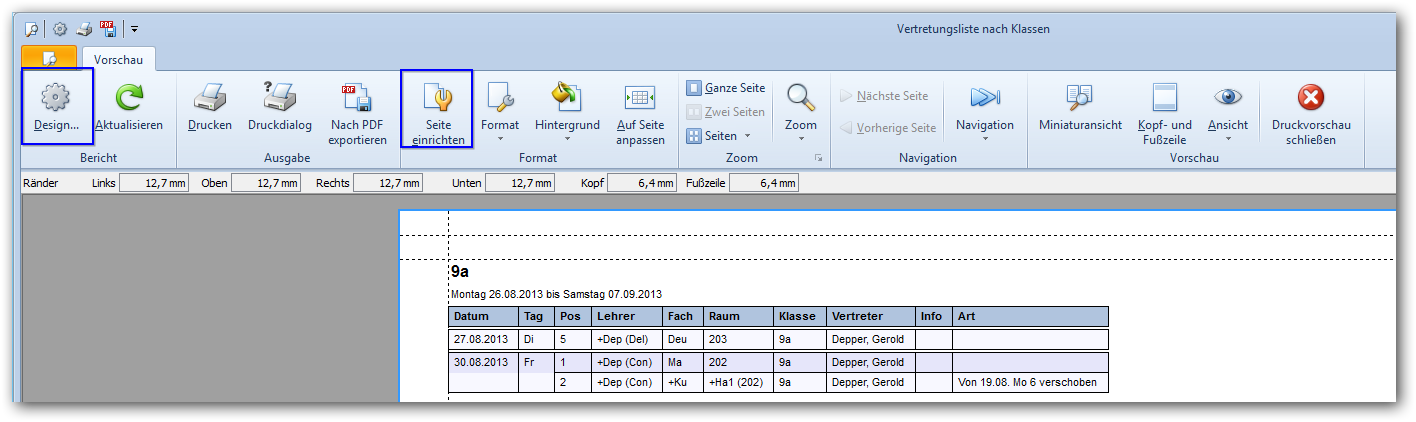 PDF
Vertretungsliste nach Klassen
Vorschau
PDF
Design...
Aktualisieren
Drucken
Druckdialog
Nach PDF
exportieren
Seite
einrichten
Format
Hintergrund
Auf Seite
anpassen
Ganze Seite
Zwei Seiten
Seiten
Zoom
Nächste Seite
Vorherige Seite
Navigation
Miniaturansicht
Kopf- und
Fußzeile
Ansicht
Druckvorschau
schließen
Bericht Ausgabe Format Zoom Navigation Vorschau
Ränder Links 12,7 mm Oben 12,7 mm Rechts 12,7 mm Unten 12,7 mm Kopf 6,4 mm Fußzeile 6,4 mm
9a
Montag 26.08.2013 bis Samstag 07.09.2013
Datum Tag Pos Lehrer Fach Raum Klasse Vertreter Info Art
27.08.2013 Di 5 +Dep (Del) Deu 203 9a Depper, Gerold
30.08.2013 Fr 1 +Dep (Con) Ma 202 9a Depper, Gerold
2 +Dep (Con) +Ku +Ha1 (202) 9a Depper, Gerold Von 19.08. Mo 6 verschoben